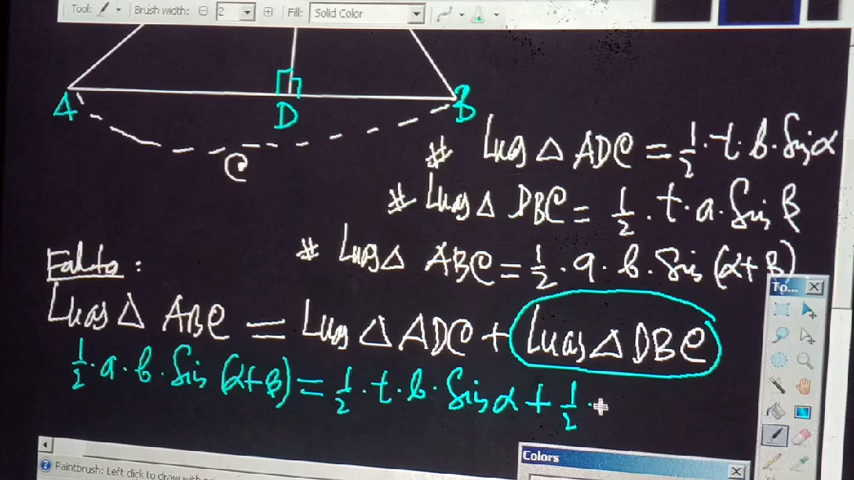 Tool: Brush width: 2 Fill: Solid Color
A D B
C
* Luas △ ADC = 1/2 · t · b · Sin α
* Luas △ DBC = 1/2 · t · a · Sin β
* Luas △ ABC = 1/2 · a · b · Sin (α+β)
Fakta :
Luas △ ABC = Luas △ ADC + Luas △ DBC
1/2 · a · b · Sin (α+β) = 1/2 · t · b · Sin α + 1/2 ·
To...
Colors
Paintbrush: Left click to draw with